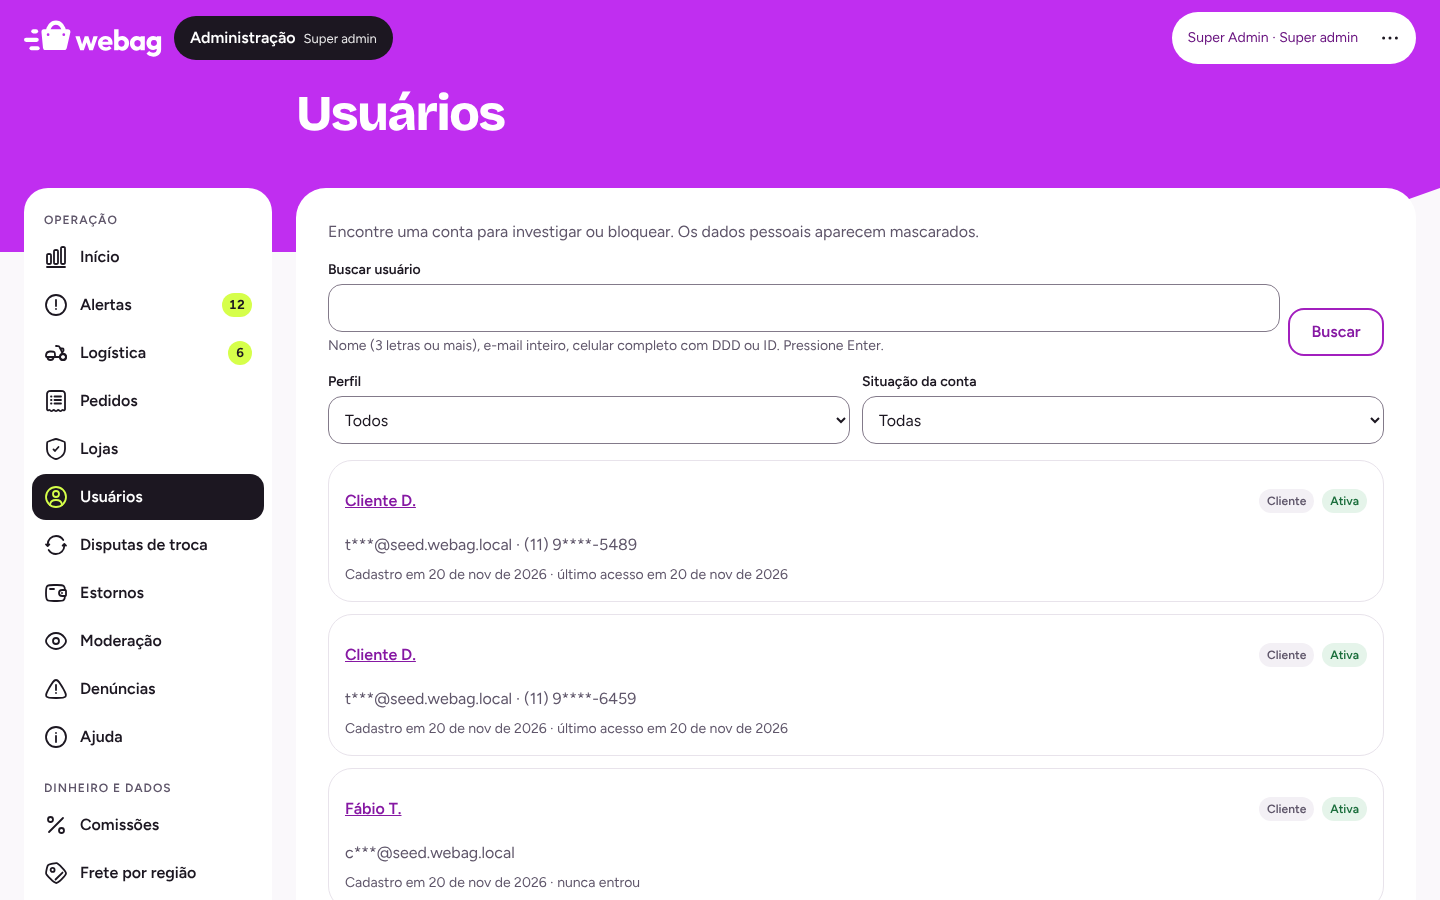 webag
Administração Super admin
Super Admin · Super admin
Usuários
OPERAÇÃO
Início
Alertas 12
Logística 6
Pedidos
Lojas
Usuários
Disputas de troca
Estornos
Moderação
Denúncias
Ajuda
DINHEIRO E DADOS
Comissões
Frete por região
Encontre uma conta para investigar ou bloquear. Os dados pessoais aparecem mascarados.
Buscar usuário
Buscar
Nome (3 letras ou mais), e-mail inteiro, celular completo com DDD ou ID. Pressione Enter.
Perfil
Todos
Situação da conta
Todas
Cliente D. Cliente Ativa
t***@seed.webag.local · (11) 9****-5489
Cadastro em 20 de nov de 2026 · último acesso em 20 de nov de 2026
Cliente D. Cliente Ativa
t***@seed.webag.local · (11) 9****-6459
Cadastro em 20 de nov de 2026 · último acesso em 20 de nov de 2026
Fábio T. Cliente Ativa
c***@seed.webag.local
Cadastro em 20 de nov de 2026 · nunca entrou